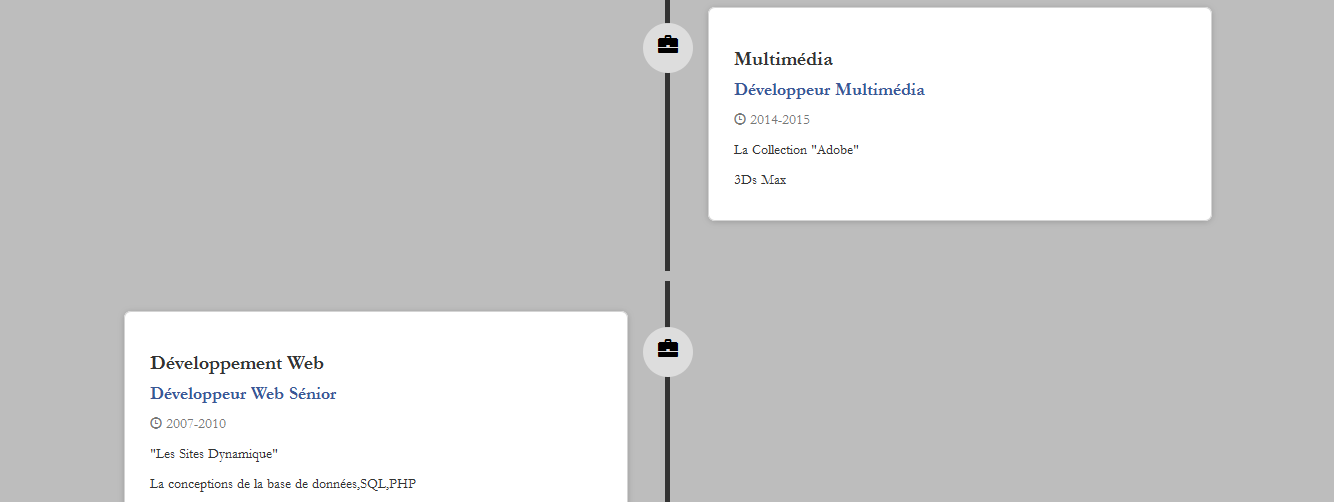 Multimédia
Développeur Multimédia
2014-2015
La Collection "Adobe"
3Ds Max
Développement Web
Développeur Web Sénior
2007-2010
"Les Sites Dynamique"
La conceptions de la base de données,SQL,PHP